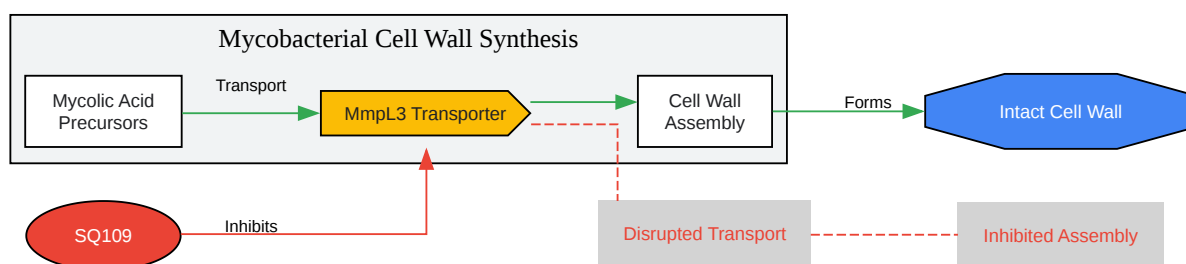 Mycobacterial Cell Wall Synthesis
Mycolic Acid
Precursors
Transport
MmpL3 Transporter
Cell Wall
Assembly
Forms
Intact Cell Wall
SQ109
Inhibits
Disrupted Transport
Inhibited Assembly